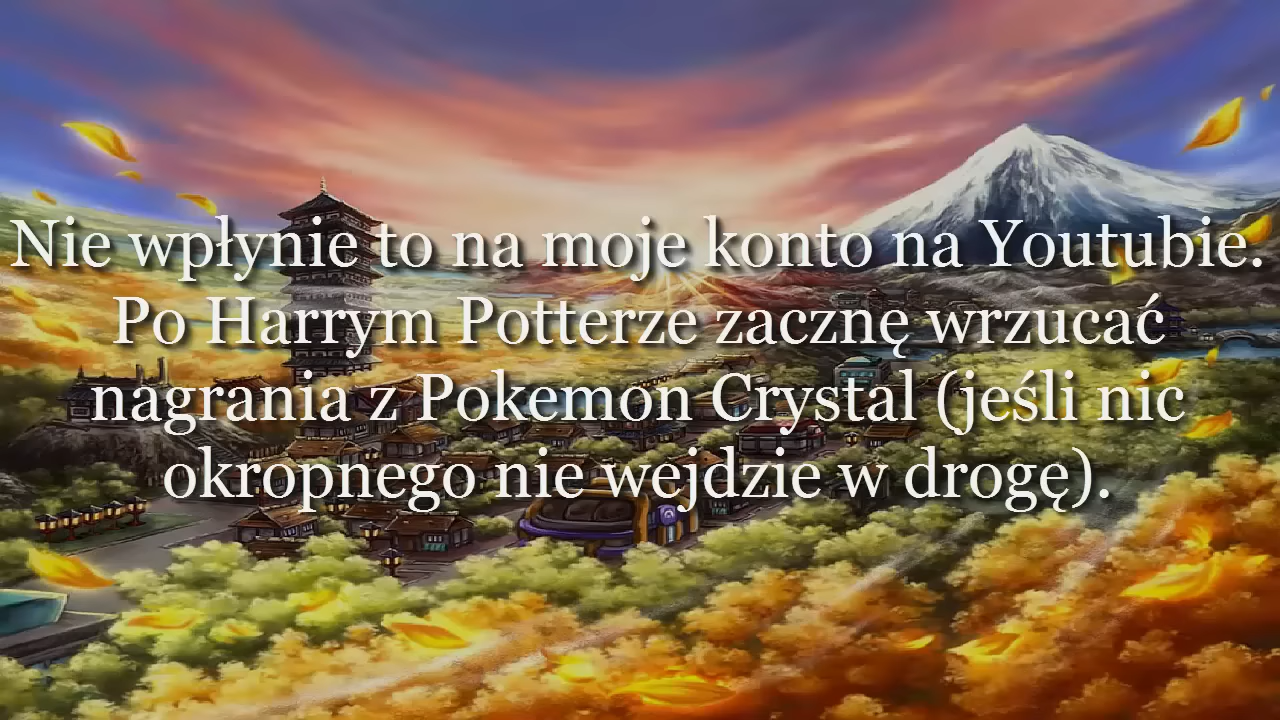 Nie wpłynie to na moje konto na Youtubie.
Po Harrym Potterze zacznę wrzucać
nagrania z Pokemon Crystal (jeśli nic
okropnego nie wejdzie w drogę).